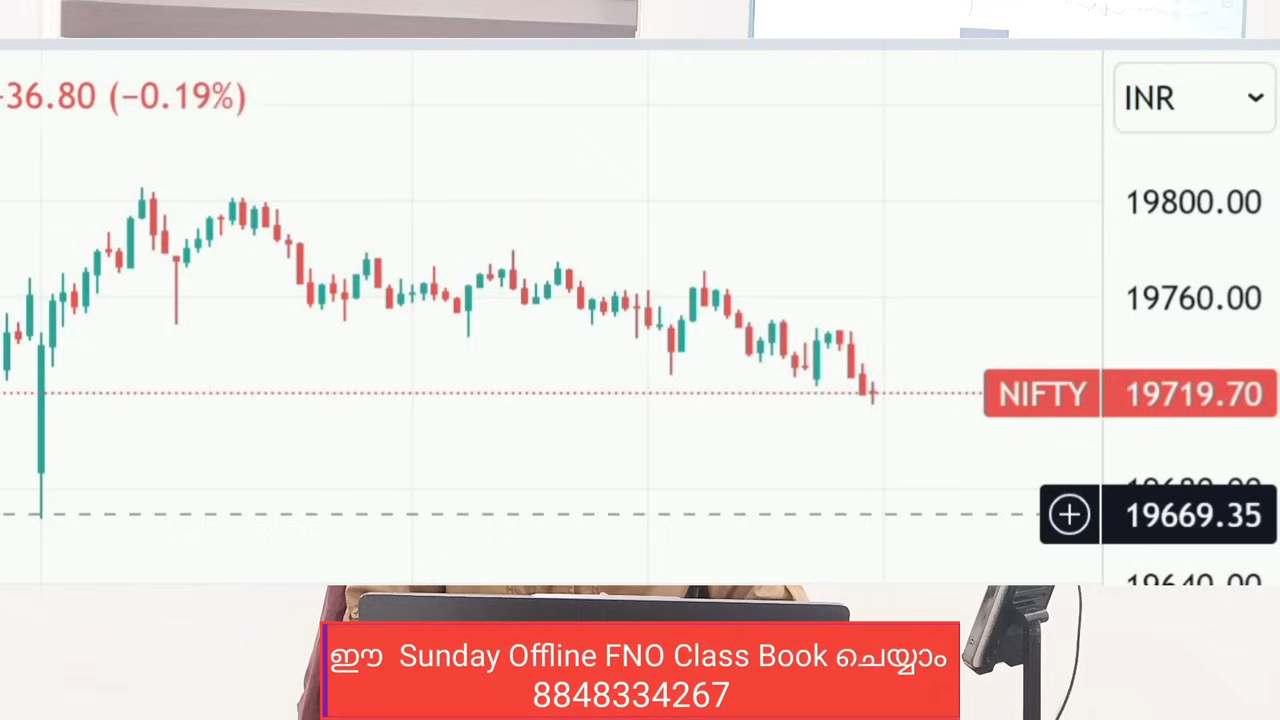 -36.80 (−0.19%)
INR
19800.00
19760.00
NIFTY 19719.70
19669.35
ഈ Sunday Offline FNO Class Book ചെയ്യാം
8848334267